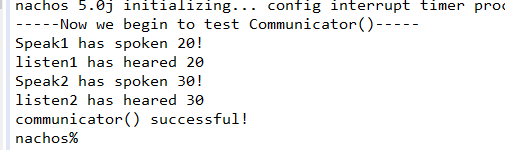 nachos 5.0j initializing... config interrupt timer proc
-----Now we begin to test Communicator()-----
Speak1 has spoken 20!
listen1 has heared 20
Speak2 has spoken 30!
listen2 has heared 30
communicator() successful!
nachos%